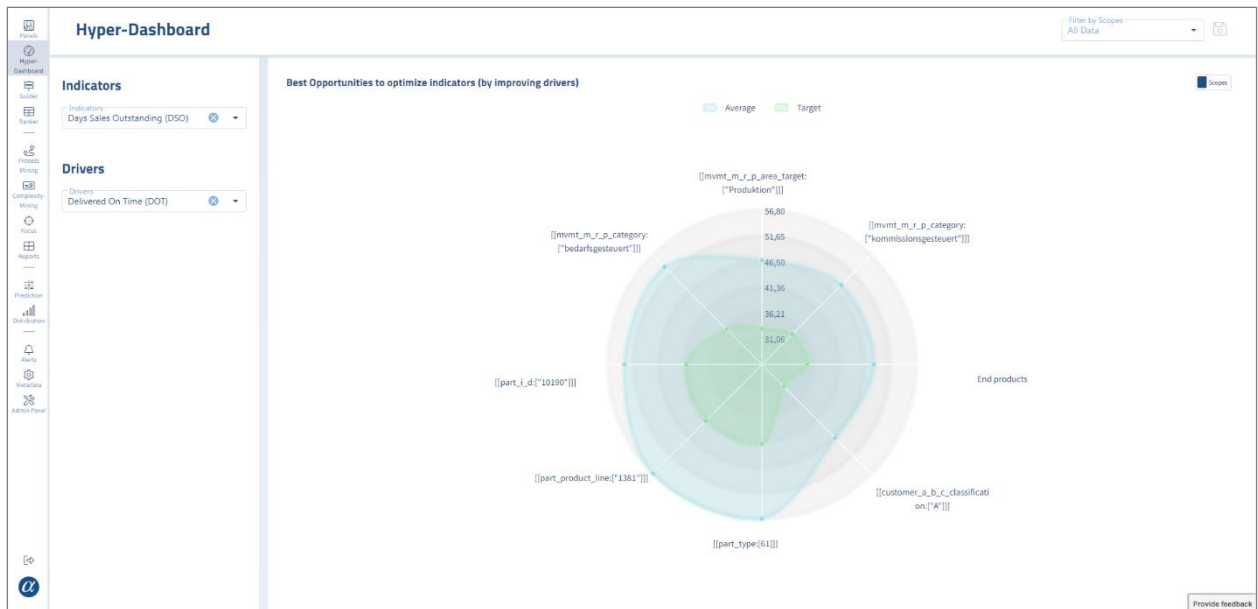 Panels
Hyper-
Dashboard
Guider
Ranker
Process
Mining
Complexity-
Mining
Focus
Reports
Prediction
Distribution
Alerts
Metadata
Admin Panel
α
Hyper-Dashboard
Filter by Scopes
All Data
Indicators
Indicators
Days Sales Outstanding (DSO)
Drivers
Drivers
Delivered On Time (DOT)
Best Opportunities to optimize indicators (by improving drivers)
Scopes
Average
Target
[[mvmt_m_r_p_area_target:
["Produktion"]]]
56,80
51,65
46,50
41,36
36,21
31,06
[[mvmt_m_r_p_category:
["kommissionsgesteuert"]]]
[[mvmt_m_r_p_category:
["bedarfsgesteuert"]]]
End products
[[part_i_d:["10190"]]]
[[part_product_line:["1381"]]]
[[customer_a_b_c_classificati
on:["A"]]]
[[part_type:[61]]]
Provide feedback